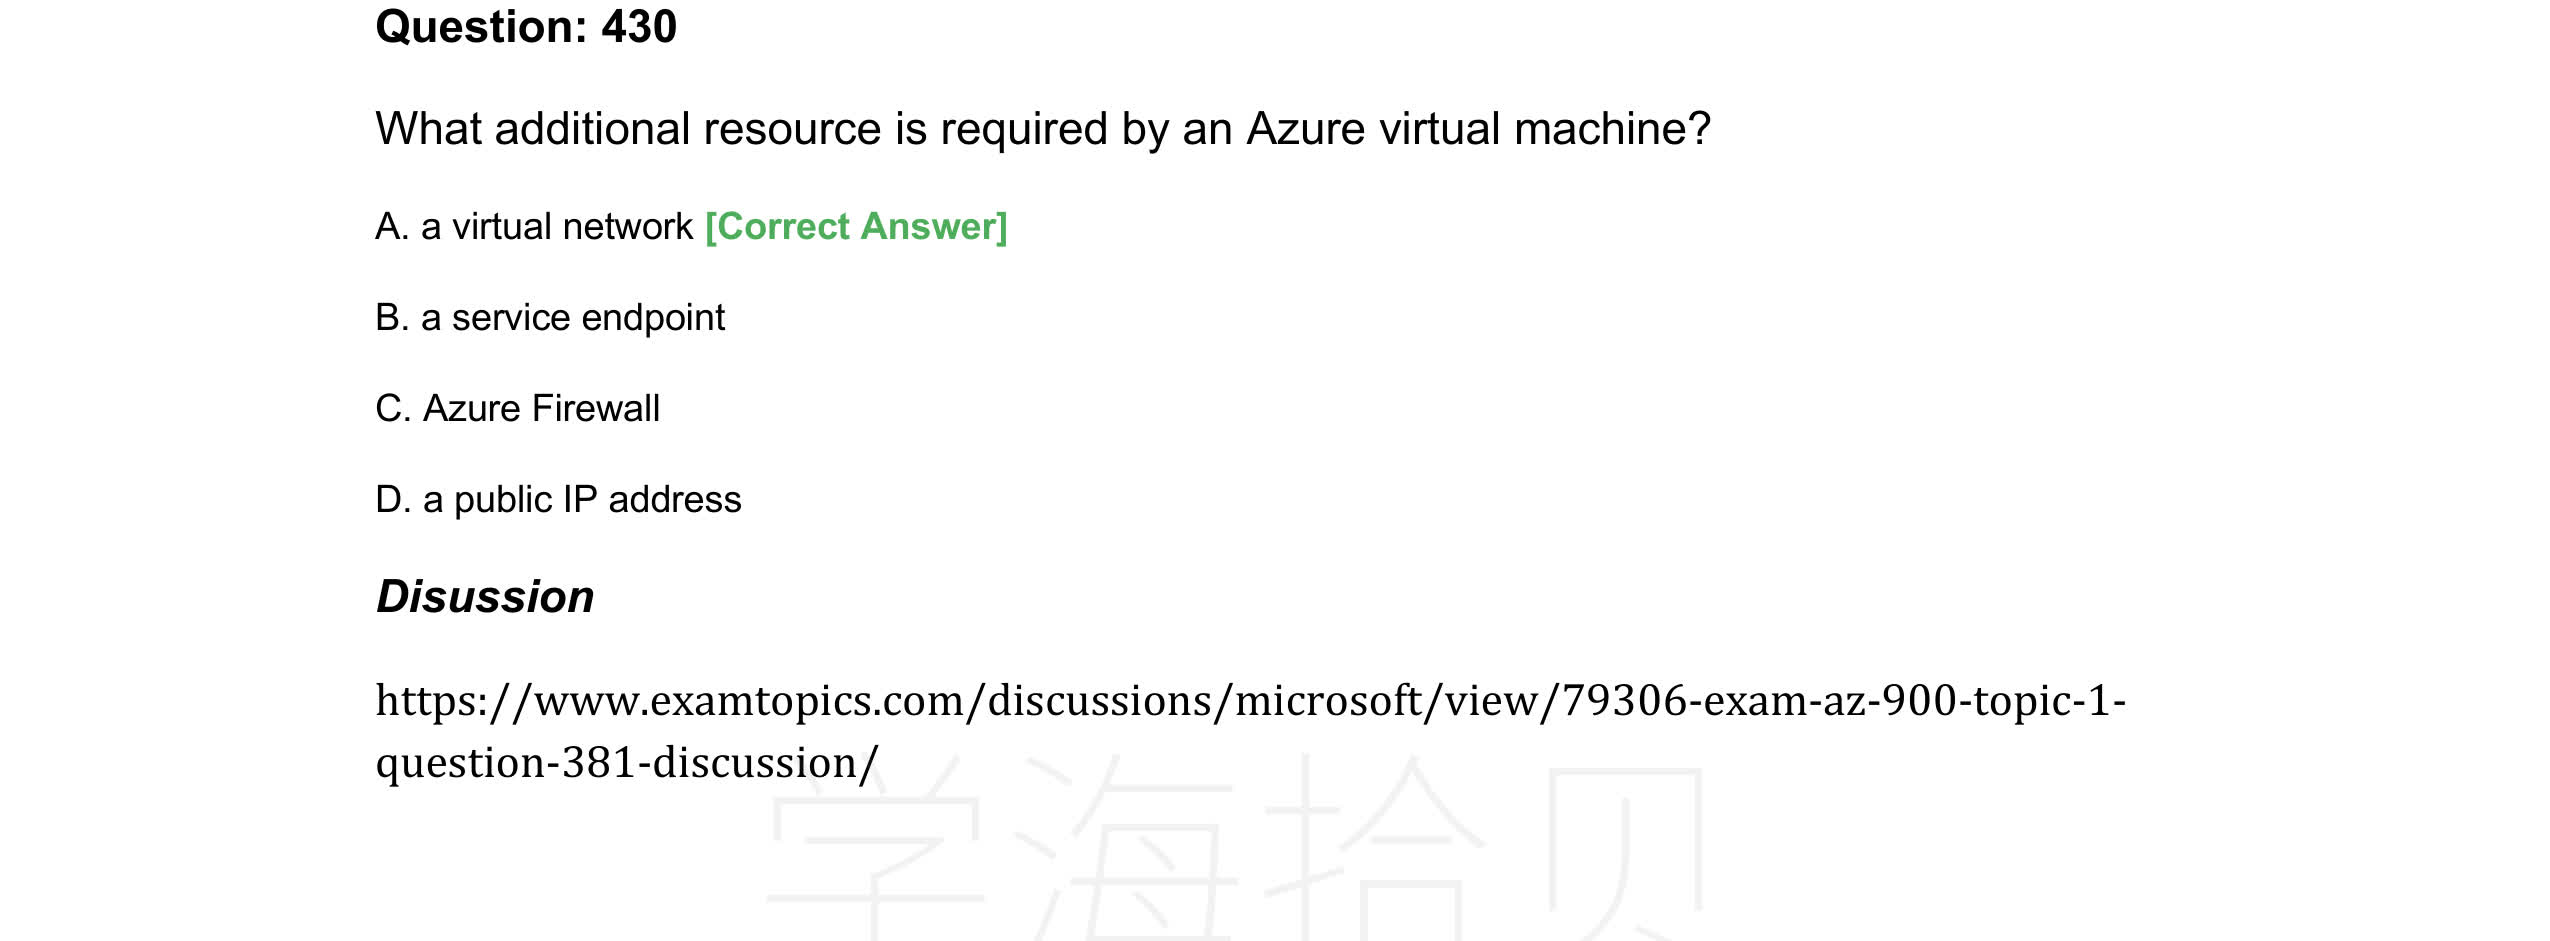 Question: 430
What additional resource is required by an Azure virtual machine?
A. a virtual network [Correct Answer]
B. a service endpoint
C. Azure Firewall
D. a public IP address
Disussion
https://www.examtopics.com/discussions/microsoft/view/79306-exam-az-900-topic-1-
question-381-discussion/
学海拾贝